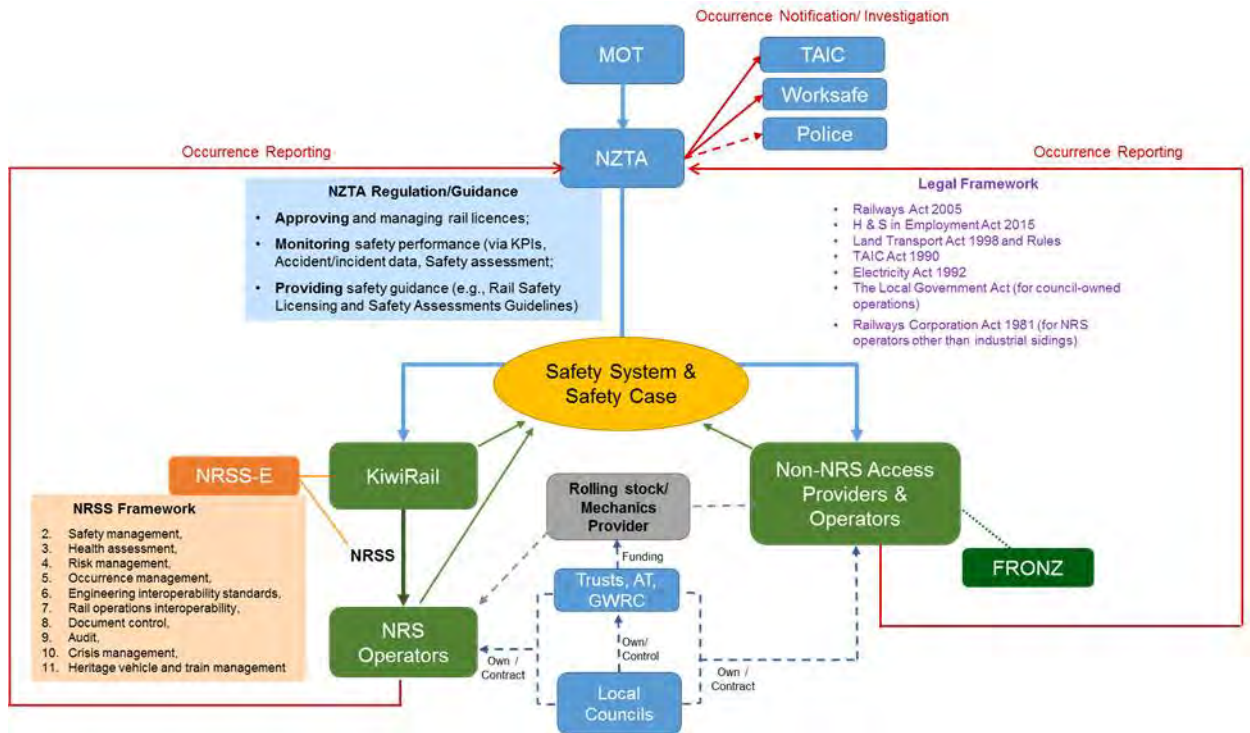 Occurrence Notification/ Investigation
MOT
TAIC
Worksafe
Police
NZTA
Occurrence Reporting
Occurrence Reporting
NZTA Regulation/Guidance
• Approving and managing rail licences;
• Monitoring safety performance (via KPIs,
Accident/incident data, Safety assessment;
• Providing safety guidance (e.g., Rail Safety
Licensing and Safety Assessments Guidelines)
Legal Framework
• Railways Act 2005
• H & S in Employment Act 2015
• Land Transport Act 1998 and Rules
• TAIC Act 1990
• Electricity Act 1992
• The Local Government Act (for council-owned
operations)
• Railways Corporation Act 1981 (for NRS
operators other than industrial sidings)
Safety System &
Safety Case
NRSS-E
KiwiRail
Rolling stock/
Mechanics
Provider
Non-NRS Access
Providers &
Operators
NRSS Framework
2. Safety management,
3. Health assessment,
4. Risk management,
5. Occurrence management,
6. Engineering interoperability standards,
7. Rail operations interoperability,
8. Document control,
9. Audit,
10. Crisis management,
11. Heritage vehicle and train management
NRSS
Funding
Trusts, AT,
GWRC
FRONZ
NRS
Operators
Own /
Contract
Own/
Control
Own /
Contract
Local
Councils